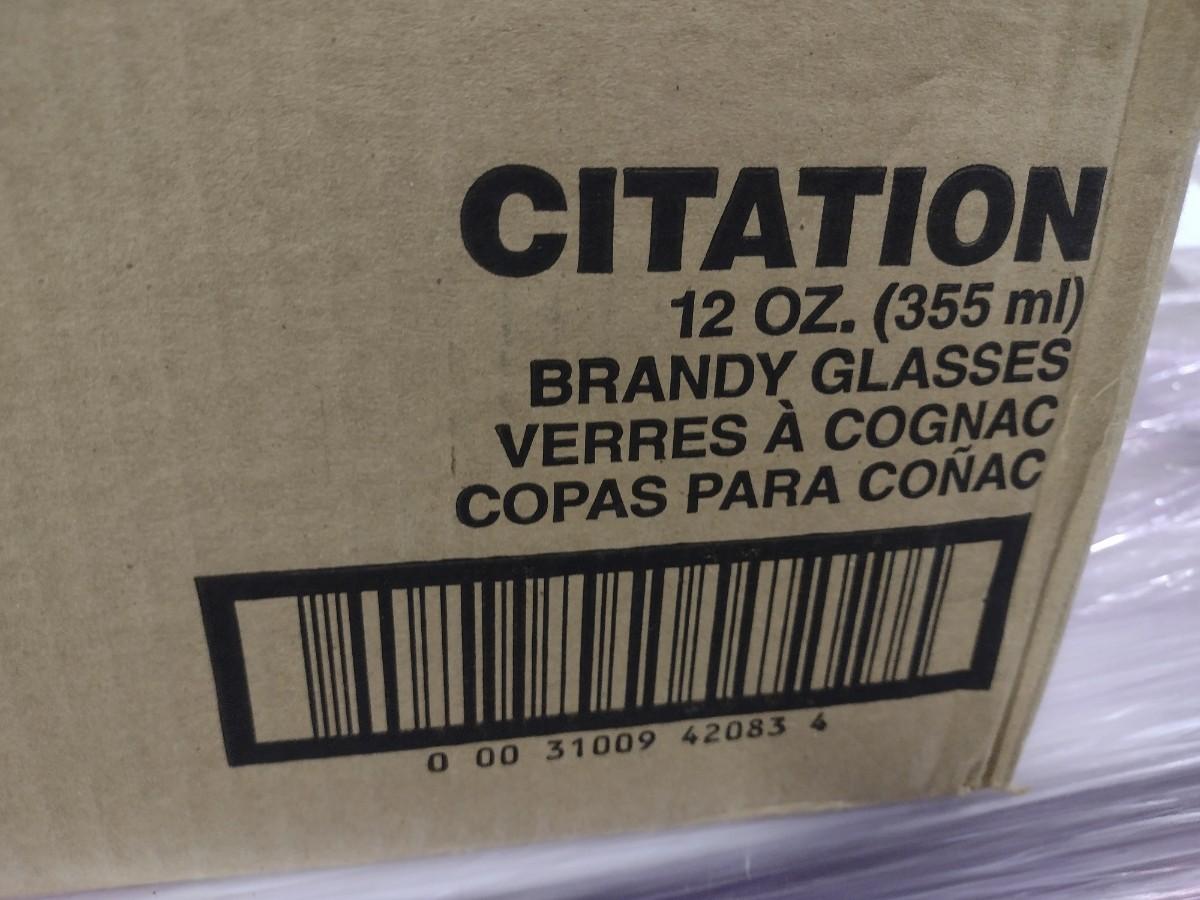 CITATION
12 OZ. (355 ml)
BRANDY GLASSES
VERRES À COGNAC
COPAS PARA COÑAC
0 00 31009 42083 4